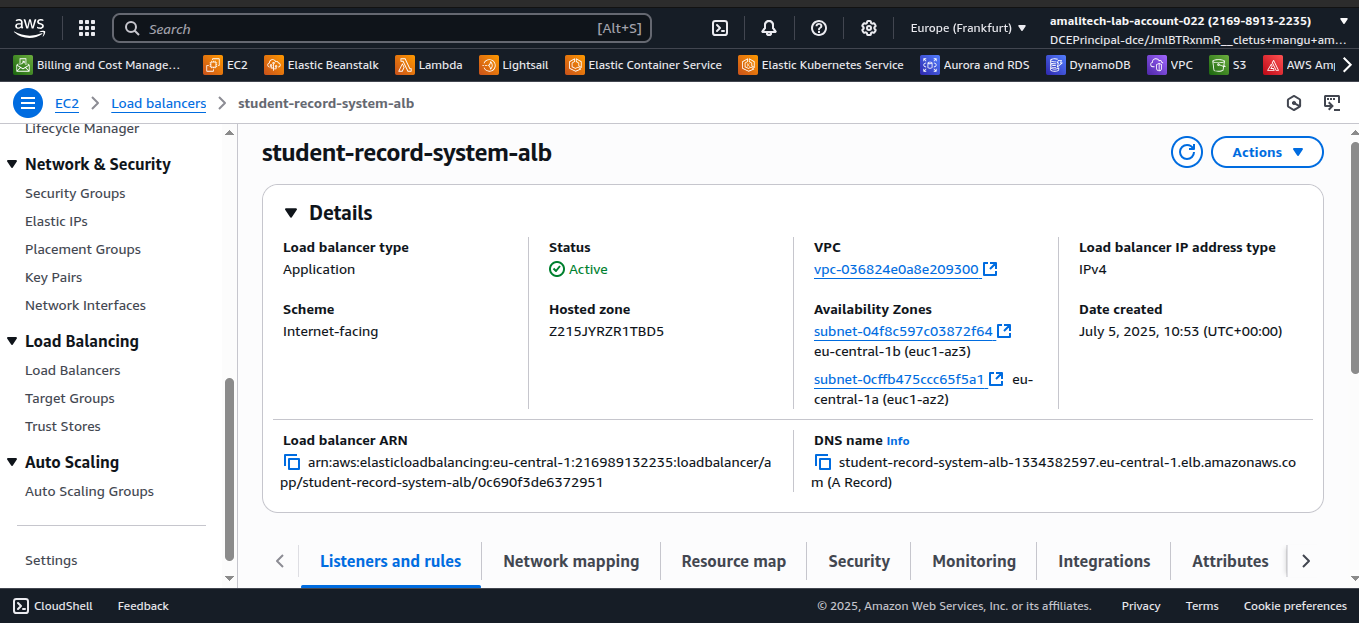 aws
Search
[Alt+S]
Europe (Frankfurt)
amalitech-lab-account-022 (2169-8913-2235)
DCEPrincipal-dce/JmlBTRxnmR__cletus+mangu+am...
Billing and Cost Manage...
EC2
Elastic Beanstalk
Lambda
Lightsail
Elastic Container Service
Elastic Kubernetes Service
Aurora and RDS
DynamoDB
VPC
S3
AWS Am
EC2
Load balancers
student-record-system-alb
Lifecycle Manager
Network & Security
Security Groups
Elastic IPs
Placement Groups
Key Pairs
Network Interfaces
Load Balancing
Load Balancers
Target Groups
Trust Stores
Auto Scaling
Auto Scaling Groups
Settings
student-record-system-alb
Actions
Details
Load balancer type
Application
Scheme
Internet-facing
Status
Active
Hosted zone
Z215JYRZR1TBD5
VPC
vpc-036824e0a8e209300
Availability Zones
subnet-04f8c597c03872f64
eu-central-1b (euc1-az3)
subnet-0cffb475ccc65f5a1 eu-
central-1a (euc1-az2)
Load balancer IP address type
IPv4
Date created
July 5, 2025, 10:53 (UTC+00:00)
Load balancer ARN
arn:aws:elasticloadbalancing:eu-central-1:216989132235:loadbalancer/a
pp/student-record-system-alb/0c690f3de6372951
DNS name Info
student-record-system-alb-1334382597.eu-central-1.elb.amazonaws.co
m (A Record)
Listeners and rules
Network mapping
Resource map
Security
Monitoring
Integrations
Attributes
CloudShell
Feedback
© 2025, Amazon Web Services, Inc. or its affiliates.
Privacy
Terms
Cookie preferences